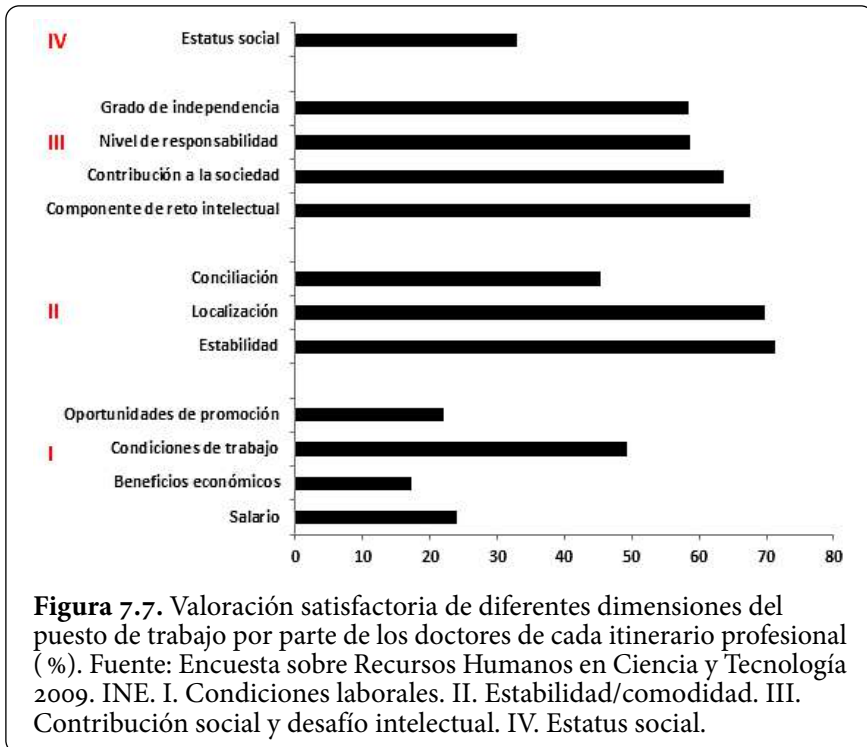 IV
Estatus social
Grado de independencia
III
Nivel de responsabilidad
Contribución a la sociedad
Componente de reto intelectual
Conciliación
II
Localización
Estabilidad
Oportunidades de promoción
I
Condiciones de trabajo
Beneficios económicos
Salario
0 10 20 30 40 50 60 70 80
Figura 7.7. Valoración satisfactoria de diferentes dimensiones del
puesto de trabajo por parte de los doctores de cada itinerario profesional
(%). Fuente: Encuesta sobre Recursos Humanos en Ciencia y Tecnología
2009. INE. I. Condiciones laborales. II. Estabilidad/comodidad. III.
Contribución social y desafío intelectual. IV. Estatus social.